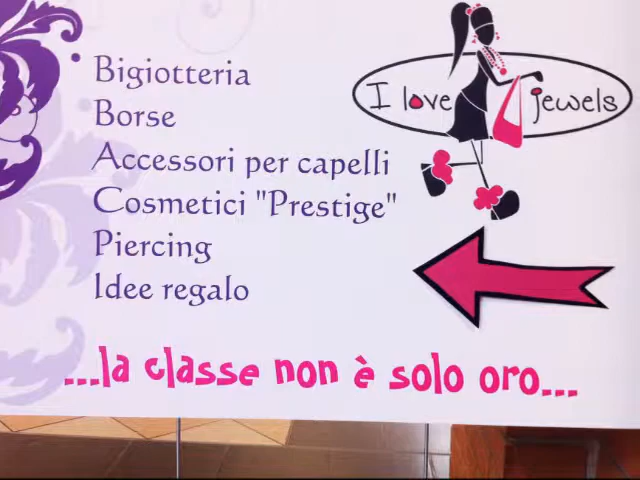 I love jewels
Bigiotteria
Borse
Accessori per capelli
Cosmetici "Prestige"
Piercing
Idee regalo
...la classe non è solo oro...